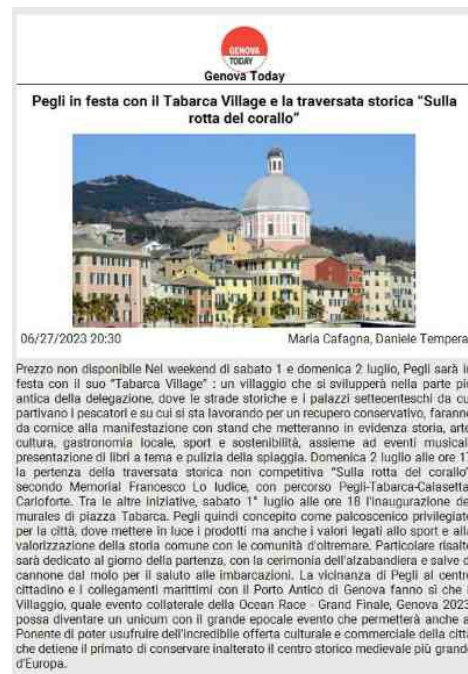 GENOVA
TODAY
Genova Today
Pegli in festa con il Tabarca Village e la traversata storica "Sulla
rotta del corallo"
06/27/2023 20:30
Maria Cafagna, Daniele Tempera
Prezzo non disponibile Nel weekend di sabato 1 e domenica 2 luglio, Pegli sarà i
festa con il suo "Tabarca Village" : un villaggio che si svilupperà nella parte pi
antica della delegazione, dove le strade storiche e i palazzi settecenteschi da cu
partivano i pescatori e su cui si sta lavorando per un recupero conservativo, farann
da cornice alla manifestazione con stand che metteranno in evidenza storia, arte
cultura, gastronomia locale, sport e sostenibilità, assieme ad eventi musical
presentazione di libri a tema e pulizia della spiaggia. Domenica 2 luglio alle ore 17
la pertenza della traversata storica non competitiva "Sulla rotta del corallo"
secondo Memorial Francesco Lo Iudice, con percorso Pegli-Tabarca-Calasetta
Carloforte. Tra le altre iniziative, sabato 1° luglio alle ore 18 l'inaugurazione de
murales di piazza Tabarca. Pegli quindi concepito come palcoscenico privilegiato
per la città, dove mettere in luce i prodotti ma anche i valori legati allo sport e all
valorizzazione della storia comune con le comunità d'oltremare. Particolare risalto
sarà dedicato al giorno della partenza, con la cerimonia dell'alzabandiera e salve d
cannone dal molo per il saluto alle imbarcazioni. La vicinanza di Pegli al centro
cittadino e i collegamenti marittimi con il Porto Antico di Genova fanno sì che i
Villaggio, quale evento collaterale della Ocean Race - Grand Finale, Genova 2023
possa diventare un unicum con il grande epocale evento che permetterà anche a
Ponente di poter usufruire dell'incredibile offerta culturale e commerciale della citt
che detiene il primato di conservare inalterato il centro storico medievale più grand
d'Europa.